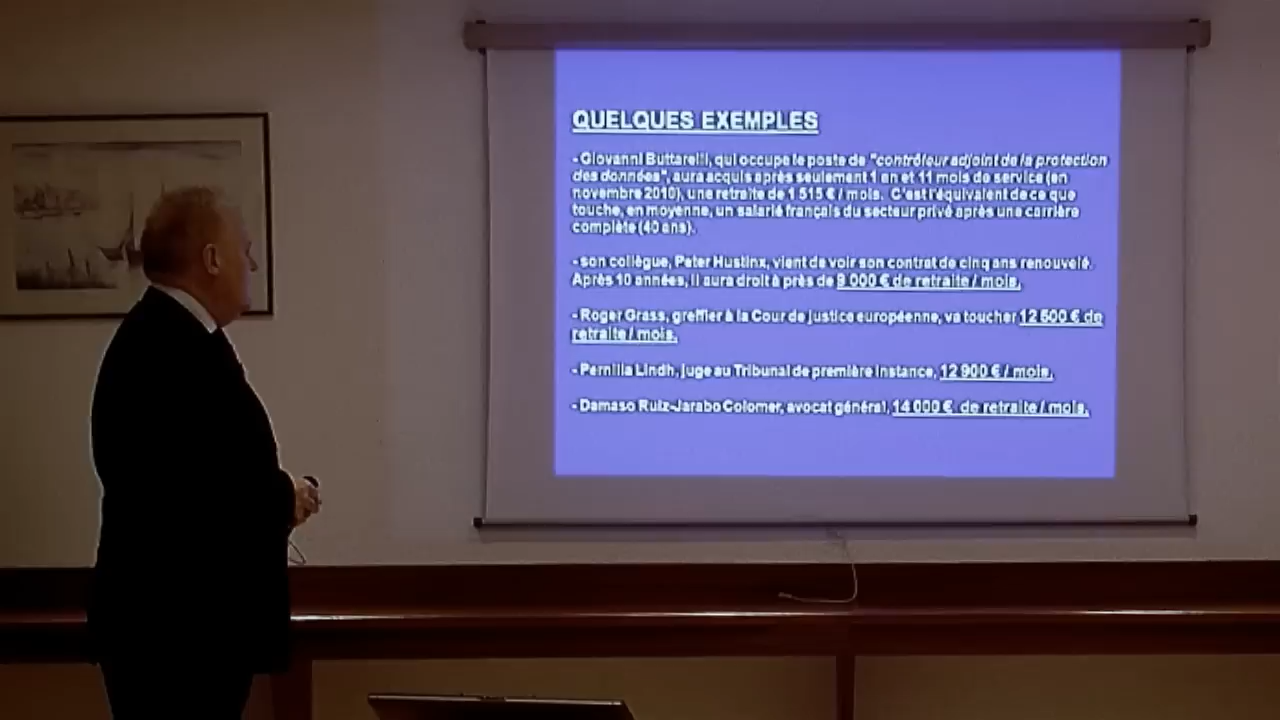 QUELQUES EXEMPLES
- Giovanni Buttarelli, qui occupe le poste de "contrôleur adjoint de la protection
des données", aura acquis après seulement 1 an et 11 mois de service (en
novembre 2010), une retraite de 1 515 € / mois. C'est l'équivalent de ce que
touche, en moyenne, un salarié français du secteur privé après une carrière
complète (40 ans).
- son collègue, Peter Hustinx, vient de voir son contrat de cinq ans renouvelé.
Après 10 années, il aura droit à près de 9 000 € de retraite / mois.
- Roger Grass, greffier à la Cour de justice européenne, va toucher 12 500 € de
retraite / mois.
- Pernilla Lindh, juge au Tribunal de première instance, 12 900 € / mois.
- Damaso Ruiz-Jarabo Colomer, avocat général, 14 000 € de retraite / mois.